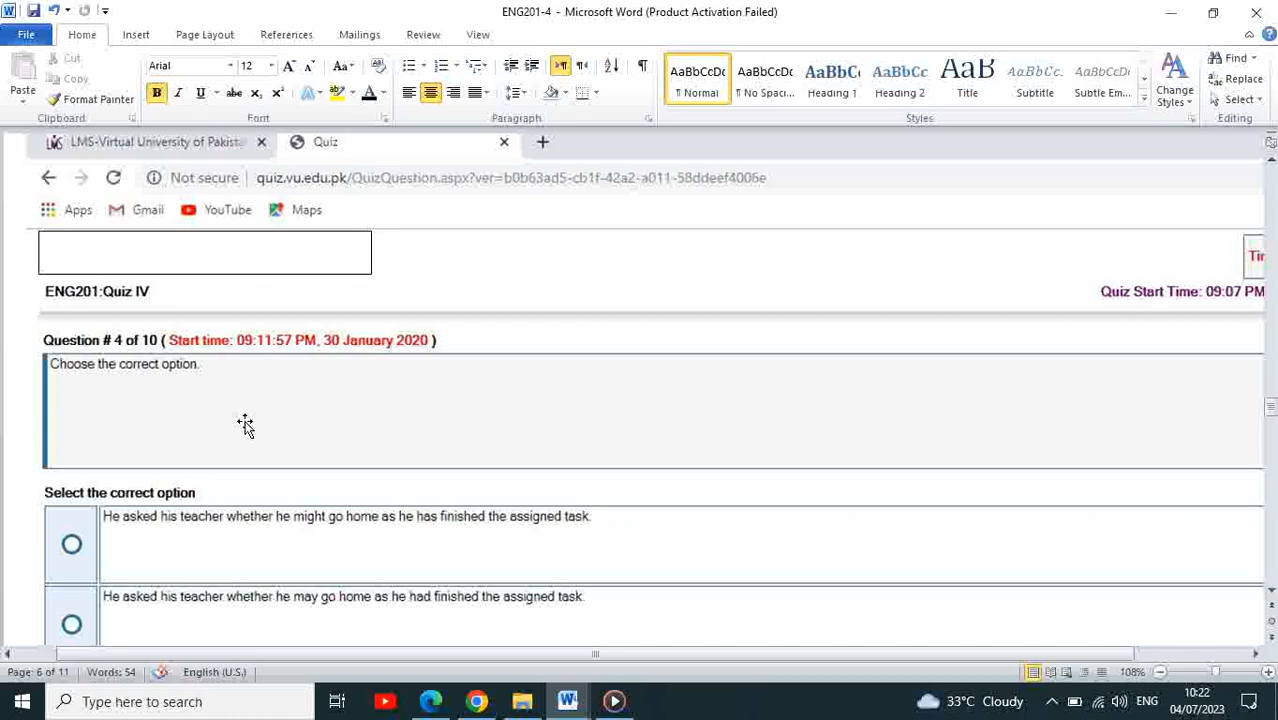 ENG201-4 - Microsoft Word (Product Activation Failed)
File Home Insert Page Layout References Mailings Review View
Paste
Cut
Copy
Format Painter
Clipboard
Arial 12
Font
Paragraph
AaBbCcDc AaBbCcDc AaBbC AaBbCc AaB AaBbCc. AaBbCcDc
¶ Normal ¶ No Spac... Heading 1 Heading 2 Title Subtitle Subtle Em...
Styles
Change Styles
Find
Replace
Select
Editing
LMS-Virtual University of Pakista Quiz
Not secure quiz.vu.edu.pk/QuizQuestion.aspx?ver=b0b63ad5-cb1f-42a2-a011-58ddeef4006e
Apps Gmail YouTube Maps
ENG201:Quiz IV
Quiz Start Time: 09:07 PM
Question # 4 of 10 ( Start time: 09:11:57 PM, 30 January 2020 )
Choose the correct option.
Select the correct option
He asked his teacher whether he might go home as he has finished the assigned task.
He asked his teacher whether he may go home as he had finished the assigned task.
Page: 6 of 11 Words: 54 English (U.S.) 108%
Type here to search
33°C Cloudy
ENG
10:22
04/07/2023